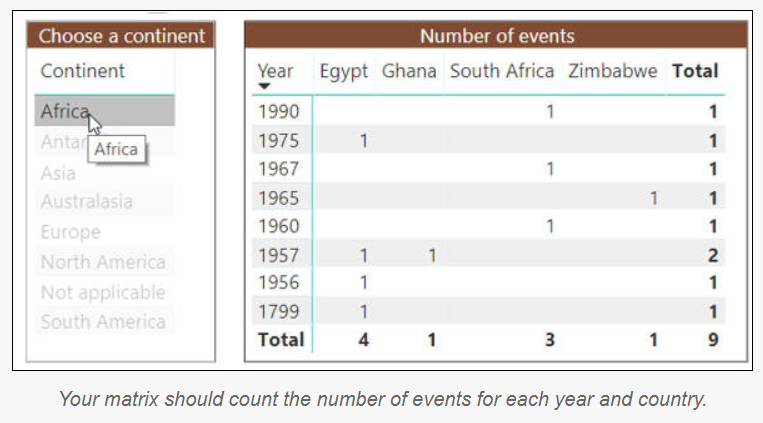 Choose a continent
Continent
Africa
Antar
Africa
Asia
Australasia
Europe
North America
Not applicable
South America
Number of events
Year Egypt Ghana South Africa Zimbabwe Total
1990 1 1
1975 1 1
1967 1 1
1965 1 1
1960 1 1
1957 1 1 2
1956 1 1
1799 1 1
Total 4 1 3 1 9
Your matrix should count the number of events for each year and country.